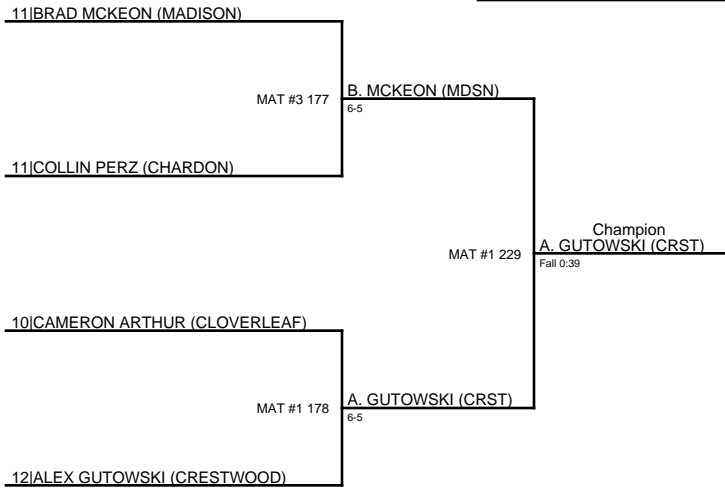 11|BRAD MCKEON (MADISON)
MAT #3 177
B. MCKEON (MDSN)
6-5
11|COLLIN PERZ (CHARDON)
MAT #1 229
Champion
A. GUTOWSKI (CRST)
Fall 0:39
10|CAMERON ARTHUR (CLOVERLEAF)
MAT #1 178
A. GUTOWSKI (CRST)
6-5
12|ALEX GUTOWSKI (CRESTWOOD)